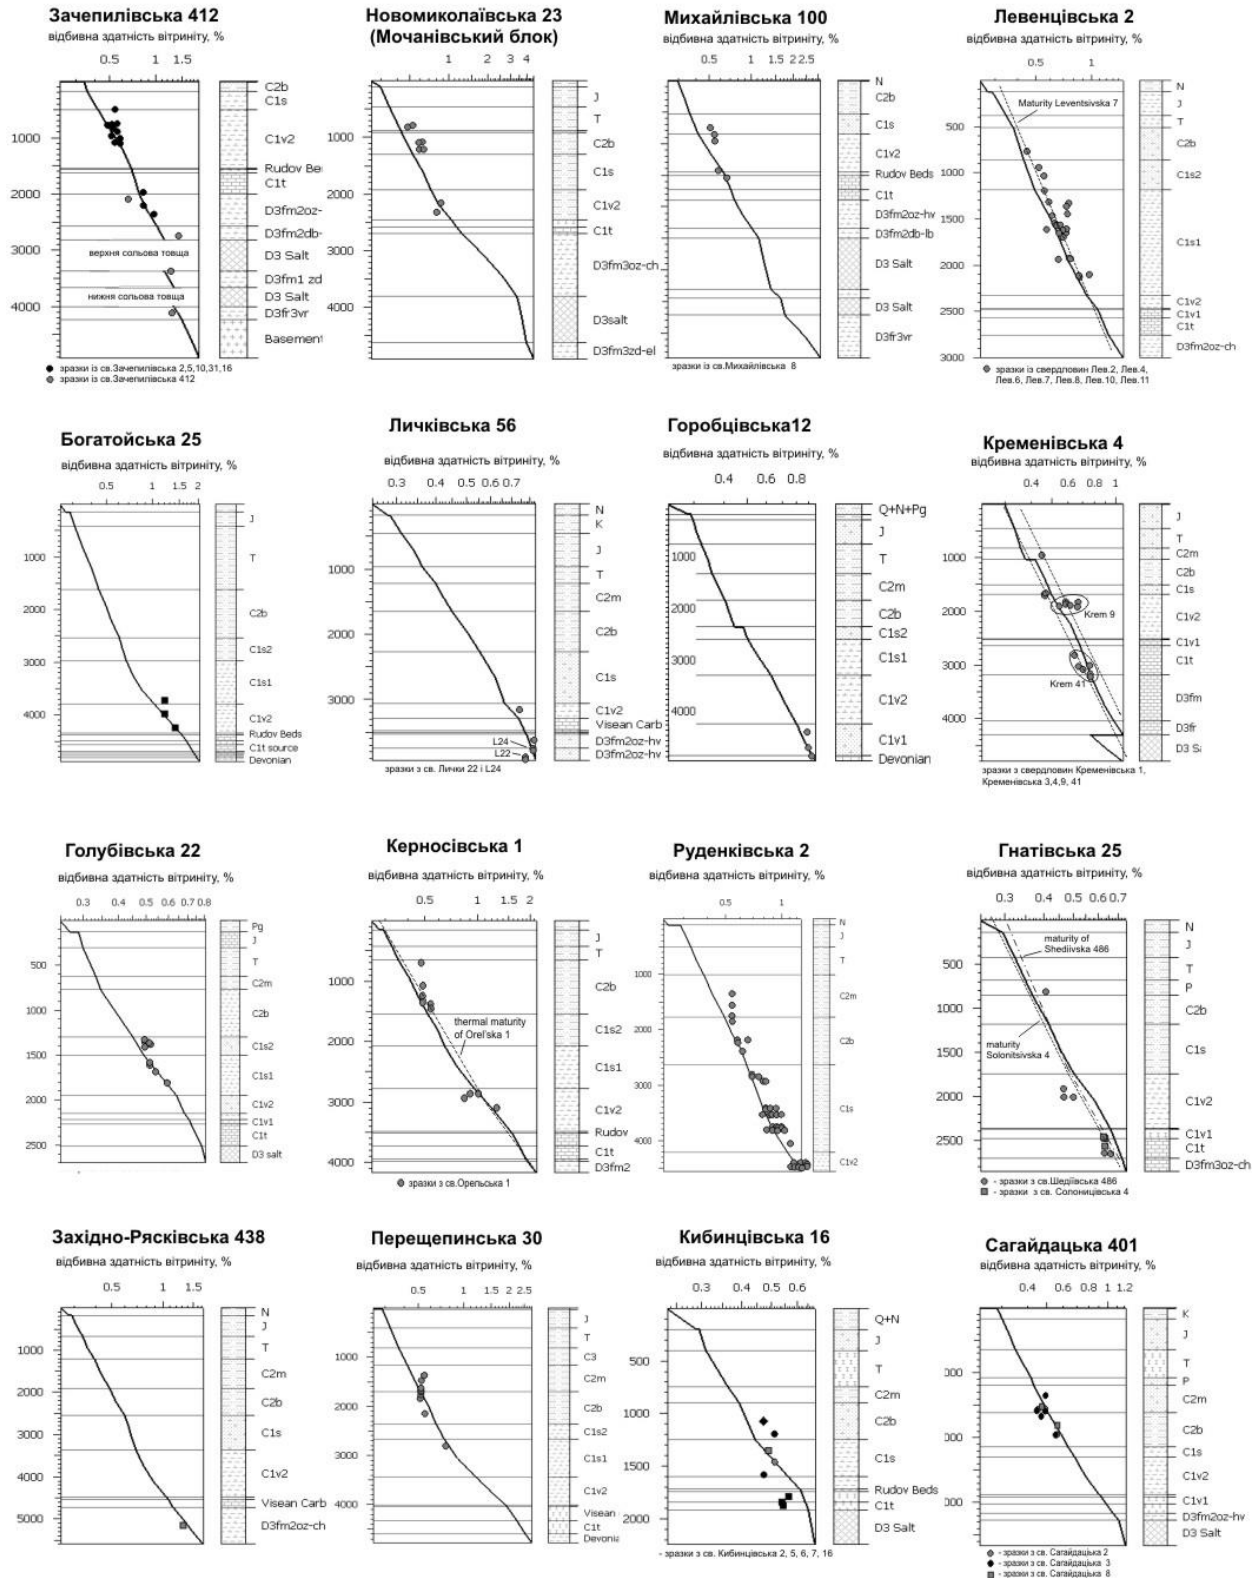 Зачепилівська 412
відбивна здатність вітриніту, %
0.5 1 1.5
1000
2000
3000
4000
верхня сольова товща
нижня сольова товща
C2b
C1s
C1v2
Rudov Be
C1t
D3fm2oz-
D3fm2db-
D3 Salt
D3fm1 zd
D3 Salt
D3fr3vr
Basement
зразки із св.Зачепилівська 2,5,10,31,16
зразки із св.Зачепилівська 412
Новомиколаївська 23
(Мочанівський блок)
відбивна здатність вітриніту, %
1 2 3 4
1000
2000
3000
4000
J
T
C2b
C1s
C1v2
C1t
D3fm3oz-ch
D3salt
D3fm3zd-el
Михайлівська 100
відбивна здатність вітриніту, %
0.5 1 1.5 2 2.5
N
C2b
C1s
C1v2
Rudov Beds
C1t
D3fm2oz-hv
D3fm2db-lb
D3 Salt
D3 Salt
D3fr3vr
зразки із св.Михайлівська 8
Левенцівська 2
відбивна здатність вітриніту, %
0.5 1
500
1000
1500
2000
2500
3000
Maturity Leventsivska 7
N
J
T
C2b
C1s2
C1s1
C1v2
C1v1
C1t
D3fm2oz-ch
зразки із свердловин Лев.2, Лев.4,
Лев.6, Лев.7, Лев.8, Лев.10, Лев.11
Богатойська 25
відбивна здатність вітриніту, %
0.5 1 1.5 2
1000
2000
3000
4000
J
T
C2b
C1s2
C1s1
C1v2
Rudov Beds
C1t source
Devonian
Личківська 56
відбивна здатність вітриніту, %
0.3 0.4 0.5 0.6 0.7
1000
2000
3000
L24
L22
N
K
J
T
C2m
C2b
C1s
C1v2
Visean Carb
D3fm2oz-hv
D3fm2oz-hv
зразки з св. Лички 22 і L24
Горобцівська12
відбивна здатність вітриніту, %
0.4 0.6 0.8
1000
2000
3000
4000
Q+N+Pg
J
T
C2m
C2b
C1s2
C1s1
C1v2
C1v1
Devonian
Кременівська 4
відбивна здатність вітриніту, %
0.4 0.6 0.8 1
1000
2000
3000
4000
Krem 9
Krem 41
J
T
C2m
C2b
C1s
C1v2
C1v1
C1t
D3fm
D3fr
D3 S
зразки з свердловин Кременівська 1,
Кременівська 3,4,9, 41
Голубівська 22
відбивна здатність вітриніту, %
0.3 0.4 0.5 0.6 0.7 0.8
500
1000
1500
2000
2500
Pg
J
T
C2m
C2b
C1s2
C1s1
C1v2
C1v1
C1t
D3 salt
Керносівська 1
відбивна здатність вітриніту, %
0.5 1 1.5 2
1000
2000
3000
4000
thermal maturity
of Orel'ska 1
J
T
C2b
C1s2
C1s1
C1v2
Rudov
C1t
D3fm2
зразки з св.Орельська 1
Руденківська 2
відбивна здатність вітриніту, %
0.5 1
1000
2000
3000
4000
N
J
T
C2m
C2b
C1s
C1v2
Гнатівська 25
відбивна здатність вітриніту, %
0.3 0.4 0.5 0.6 0.7
500
1000
1500
2000
2500
maturity of
Shediivska 486
maturity
Solonitsivska 4
N
J
T
P
C2b
C1s
C1v2
C1v1
C1t
D3fm3oz-ch
- зразки з св.Шедіївська 486
- зразки з св. Солоницівська 4
Західно-Рясківська 438
відбивна здатність вітриніту, %
0.5 1 1.5
1000
2000
3000
4000
5000
N
J
T
C2m
C2b
C1s
C1v2
Visean Carb
D3fm2oz-ch
Перещепинська 30
відбивна здатність вітриніту, %
0.5 1 1.5 2 2.5
1000
2000
3000
4000
J
T
C3
C2m
C2b
C1s2
C1s1
C1v2
Visean
C1t
Devonia
Кибинцівська 16
відбивна здатність вітриніту, %
0.3 0.4 0.5 0.6
500
1000
1500
2000
Q+N
J
T
C2m
C2b
C1s
Rudov Beds
C1t
D3 Salt
- зразки з св. Кибинцівська 2, 5, 6, 7, 16
Сагайдацька 401
відбивна здатність вітриніту, %
0.4 0.6 0.8 1 1.2
K
J
T
P
C2m
C2b
C1s
C1v2
C1v1
D3fm2oz-hv
D3 Salt
- зразки з св. Сагайдацька 2
- зразки з св. Сагайдацька 3
- зразки з св. Сагайдацька 8